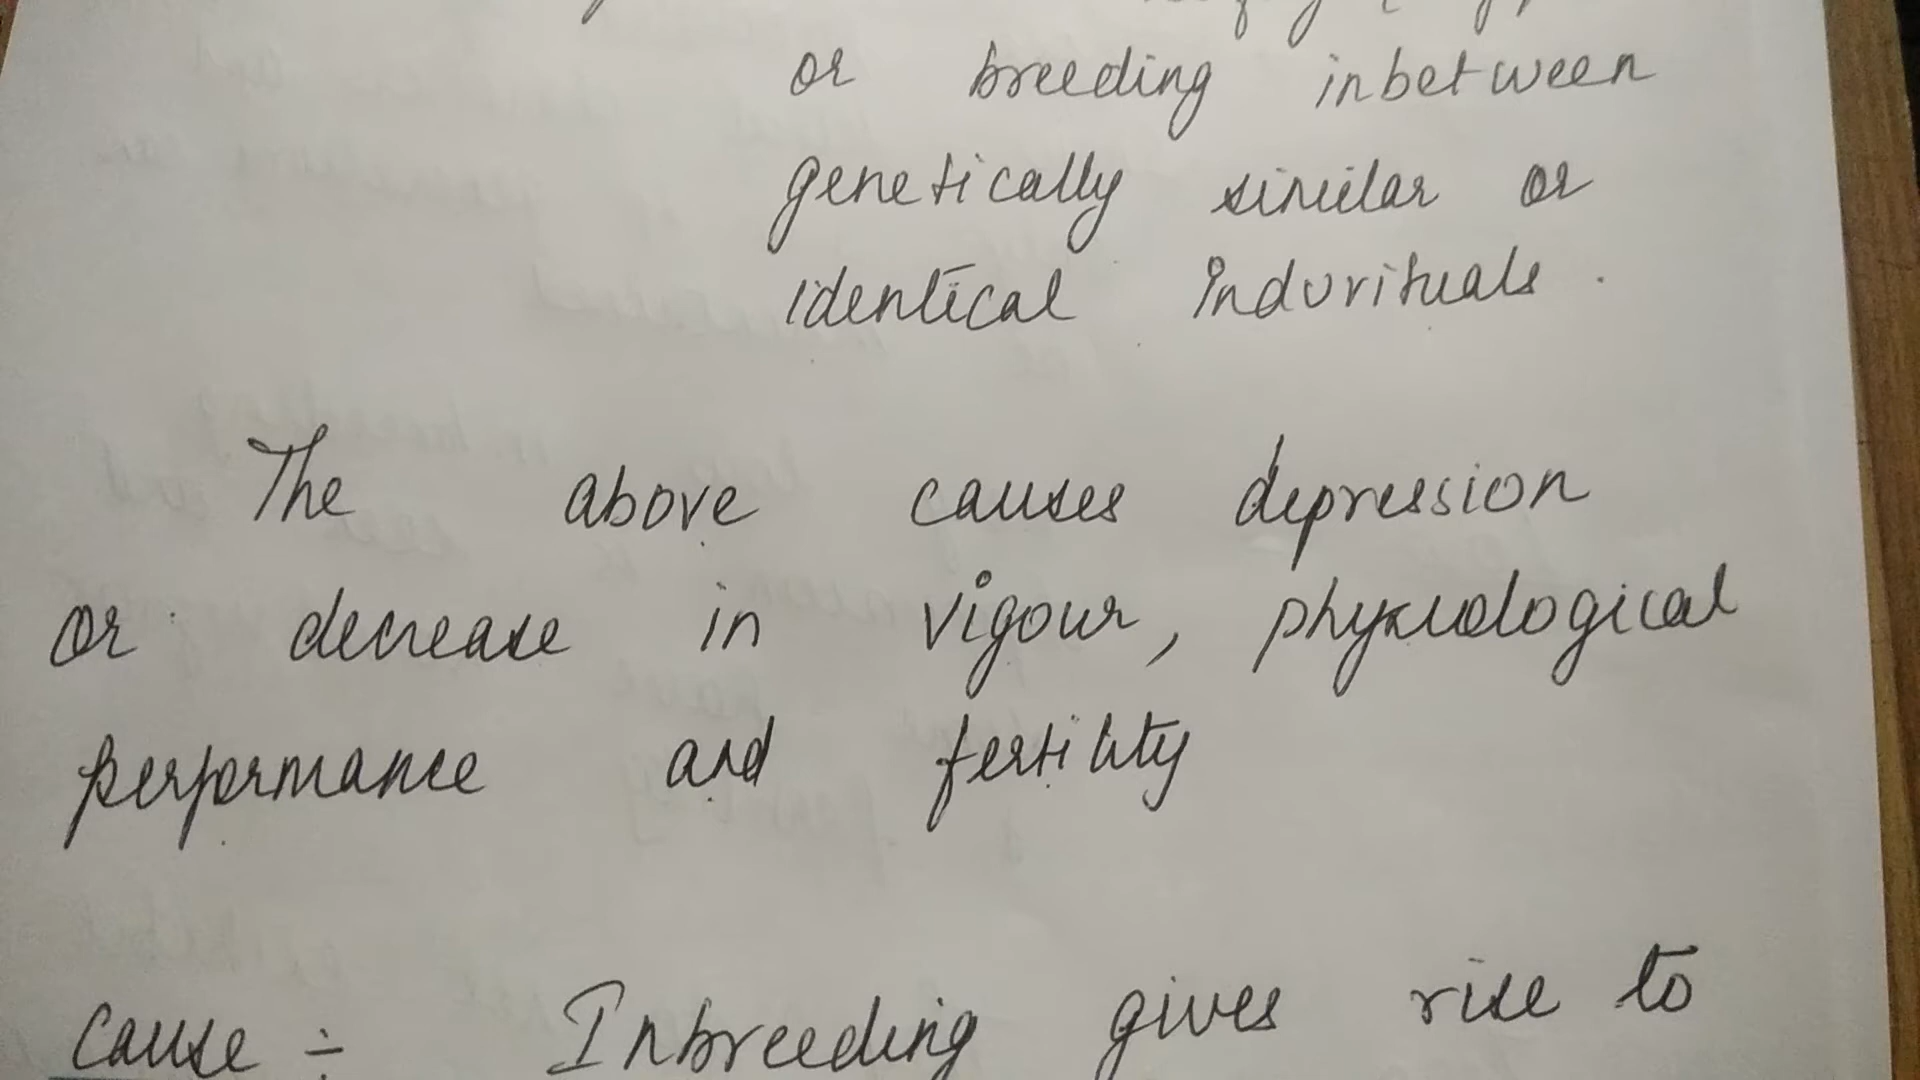 or breeding inbetween
genetically similar or
identical indurituals.
The above causes depression
or decrease in vigour, physiological
performance and fertility
Cause ÷ Inbreeding gives rise to